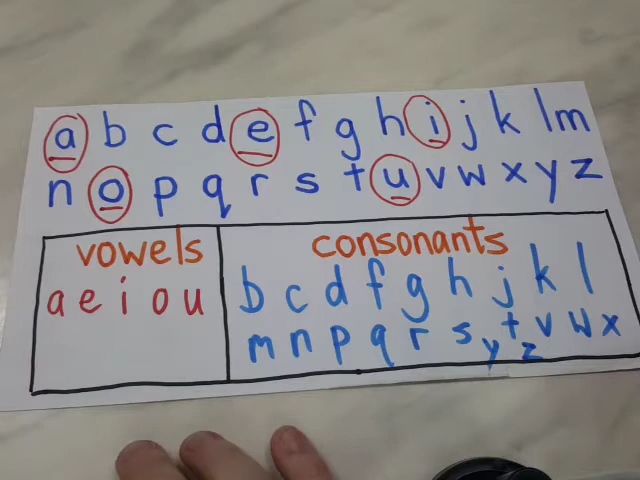 a b c d e f g h i j k l m
n o p q r s t u v w x y z
vowels
a e i o u
consonants
b c d f g h j k l
m n p q r s t v w x
y z